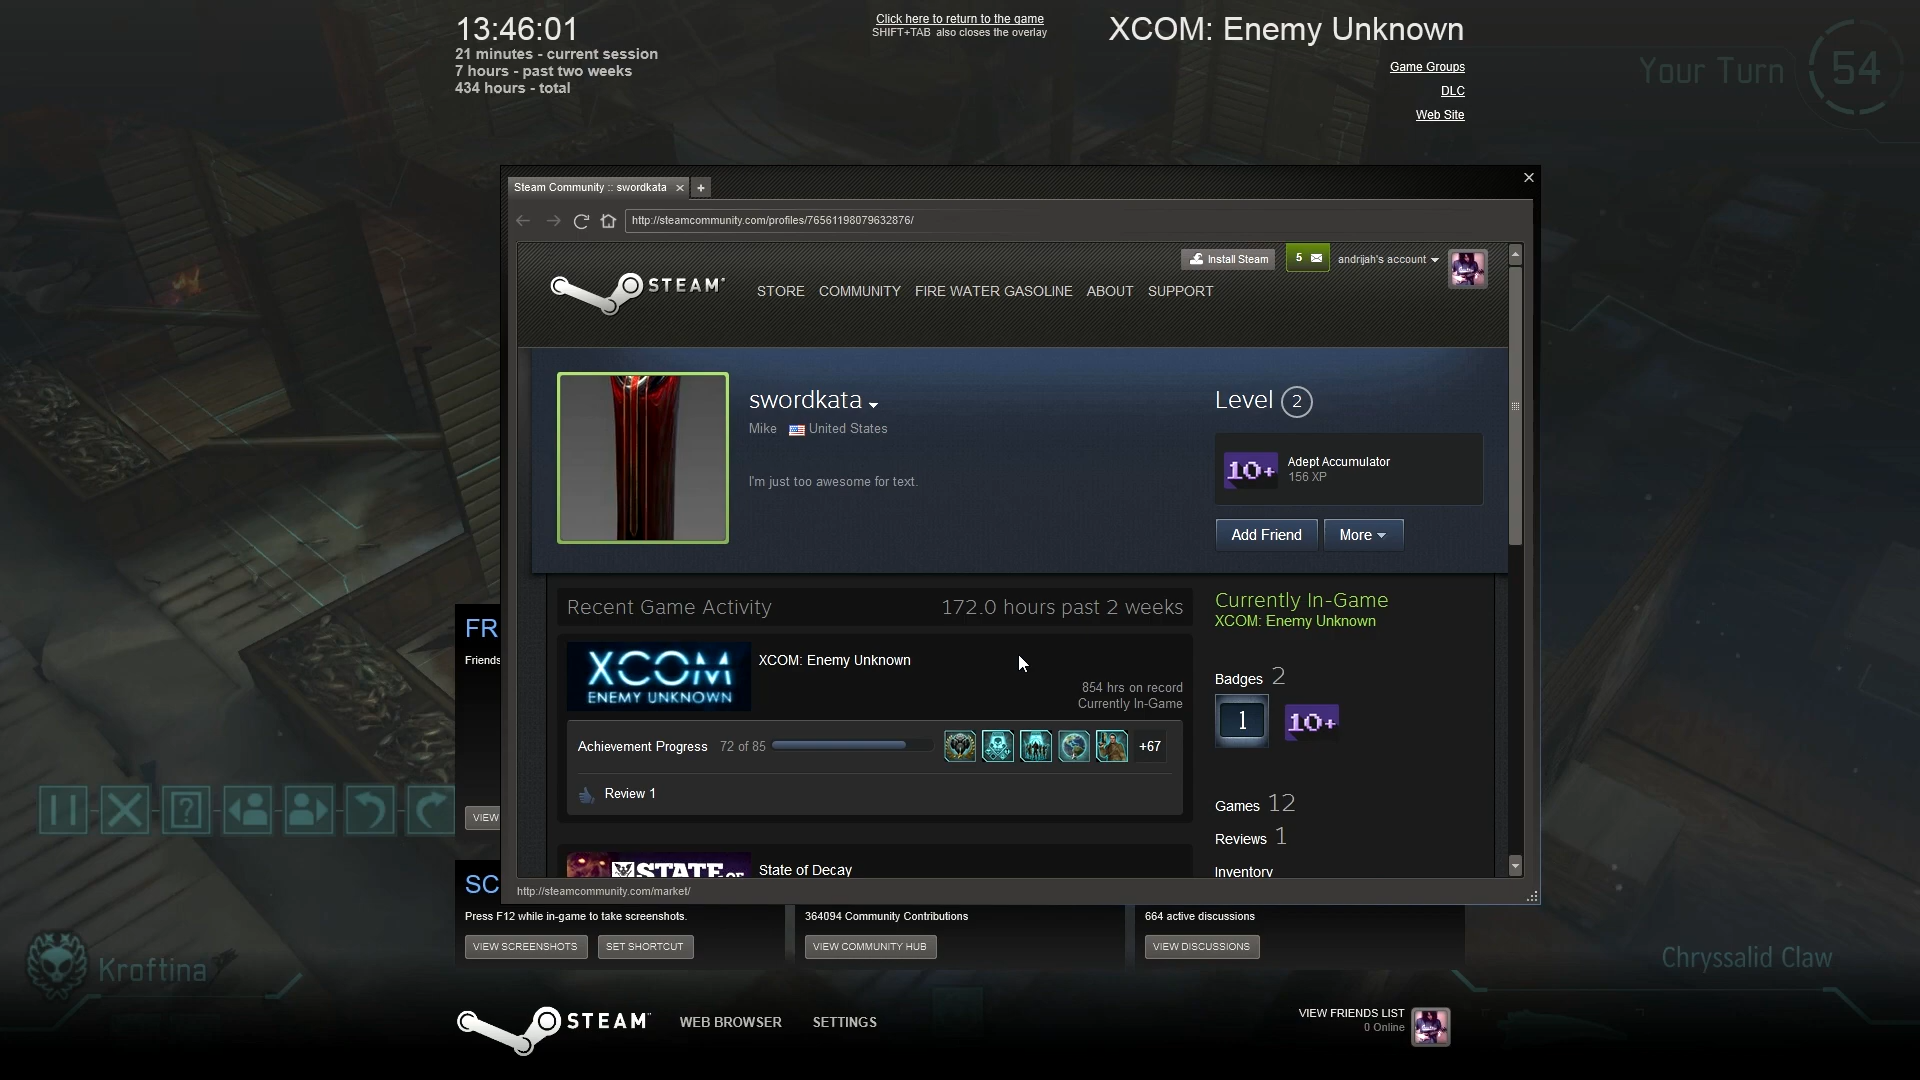 13:46:01
21 minutes - current session
7 hours - past two weeks
434 hours - total
Click here to return to the game
SHIFT+TAB also closes the overlay
XCOM: Enemy Unknown
Game Groups
DLC
Web Site
Your Turn 54
Steam Community :: swordkata
http://steamcommunity.com/profiles/76561198079632876/
Install Steam 5 andrijah's account
STEAM STORE COMMUNITY FIRE WATER GASOLINE ABOUT SUPPORT
swordkata
Mike United States
I'm just too awesome for text.
Level 2
10+ Adept Accumulator
156 XP
Add Friend More
Recent Game Activity 172.0 hours past 2 weeks
XCOM
ENEMY UNKNOWN
XCOM: Enemy Unknown
854 hrs on record
Currently In-Game
Achievement Progress 72 of 85 +67
Review 1
STATE OF
State of Decay
Currently In-Game
XCOM: Enemy Unknown
Badges 2
1 10+
Games 12
Reviews 1
Inventory
http://steamcommunity.com/market/
FR
Friends
VIEW
SC
Press F12 while in-game to take screenshots.
VIEW SCREENSHOTS SET SHORTCUT
364094 Community Contributions
VIEW COMMUNITY HUB
664 active discussions
VIEW DISCUSSIONS
Kroftina
Chryssalid Claw
STEAM WEB BROWSER SETTINGS
VIEW FRIENDS LIST
0 Online